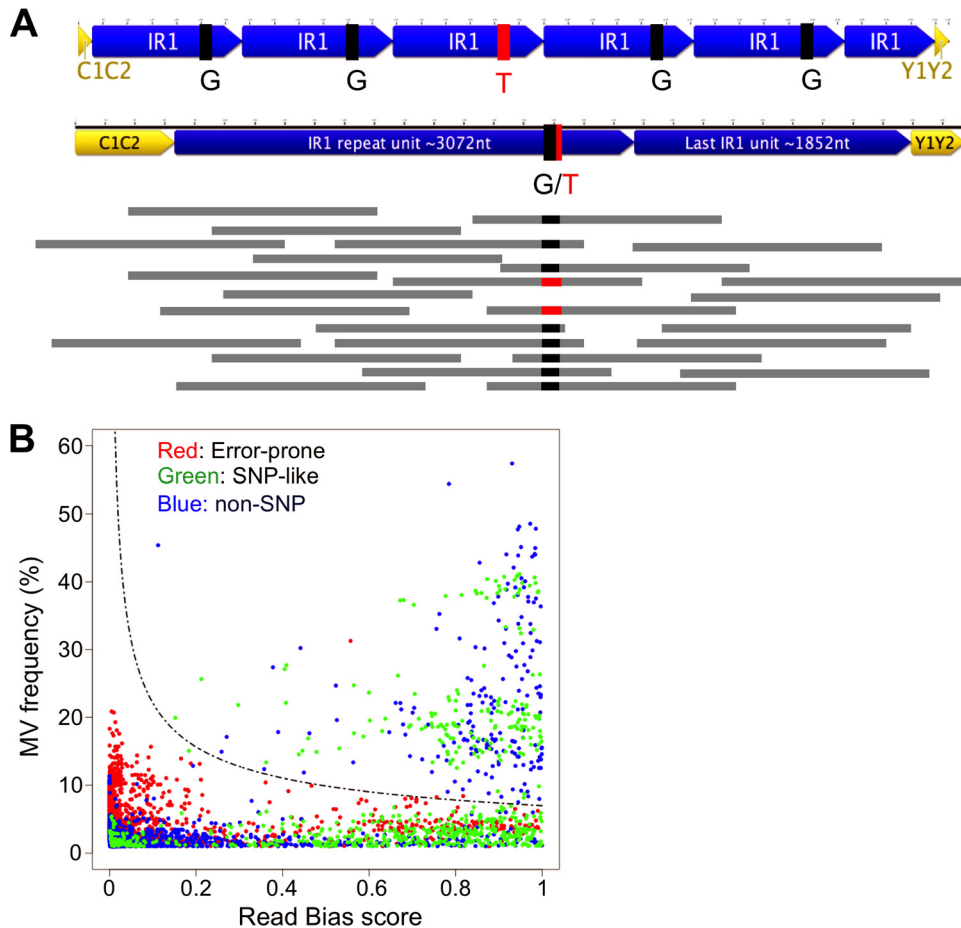 A
IR1 IR1 IR1 IR1 IR1 IR1
C1C2 Y1Y2
G G T G G
C1C2 IR1 repeat unit ~3072nt Last IR1 unit ~1852nt Y1Y2
G/T
B
Red: Error-prone
Green: SNP-like
Blue: non-SNP
MV frequency (%)
60
50
40
30
20
10
0
0 0.2 0.4 0.6 0.8 1
Read Bias score